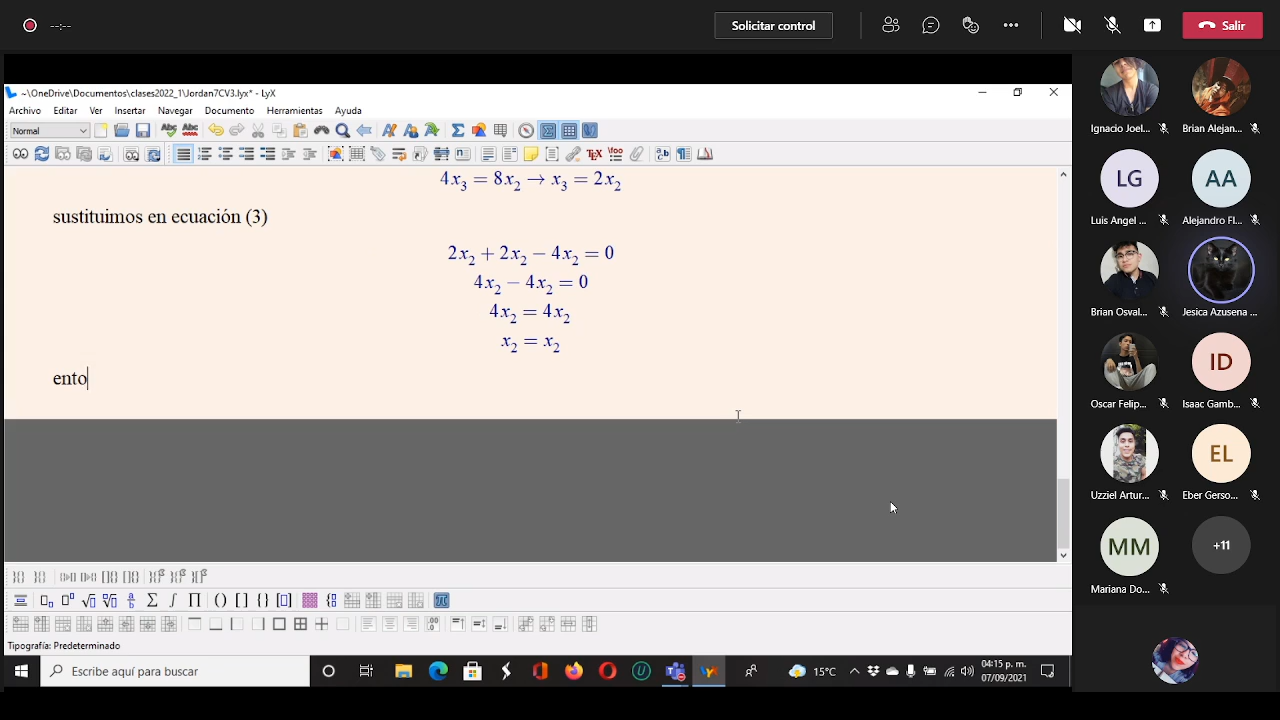 --:--
Solicitar control
Salir
~\OneDrive\Documentos\clases2022_1\Jordan7CV3.lyx* - LyX
Archivo Editar Ver Insertar Navegar Documento Herramientas Ayuda
Normal
4x₃ = 8x₂ → x₃ = 2x₂
sustituimos en ecuación (3)
2x₂ + 2x₂ − 4x₂ = 0
4x₂ − 4x₂ = 0
4x₂ = 4x₂
x₂ = x₂
ento
Tipografía: Predeterminado
Escribe aquí para buscar
15°C
04:15 p. m.
07/09/2021
Ignacio Joel...
Brian Alejan...
LG
AA
Luis Angel ...
Alejandro Fl...
Brian Osval...
Jesica Azusena ...
ID
Oscar Felip...
Isaac Gamb...
EL
Uzziel Artur...
Eber Gerso...
MM
+11
Mariana Do...